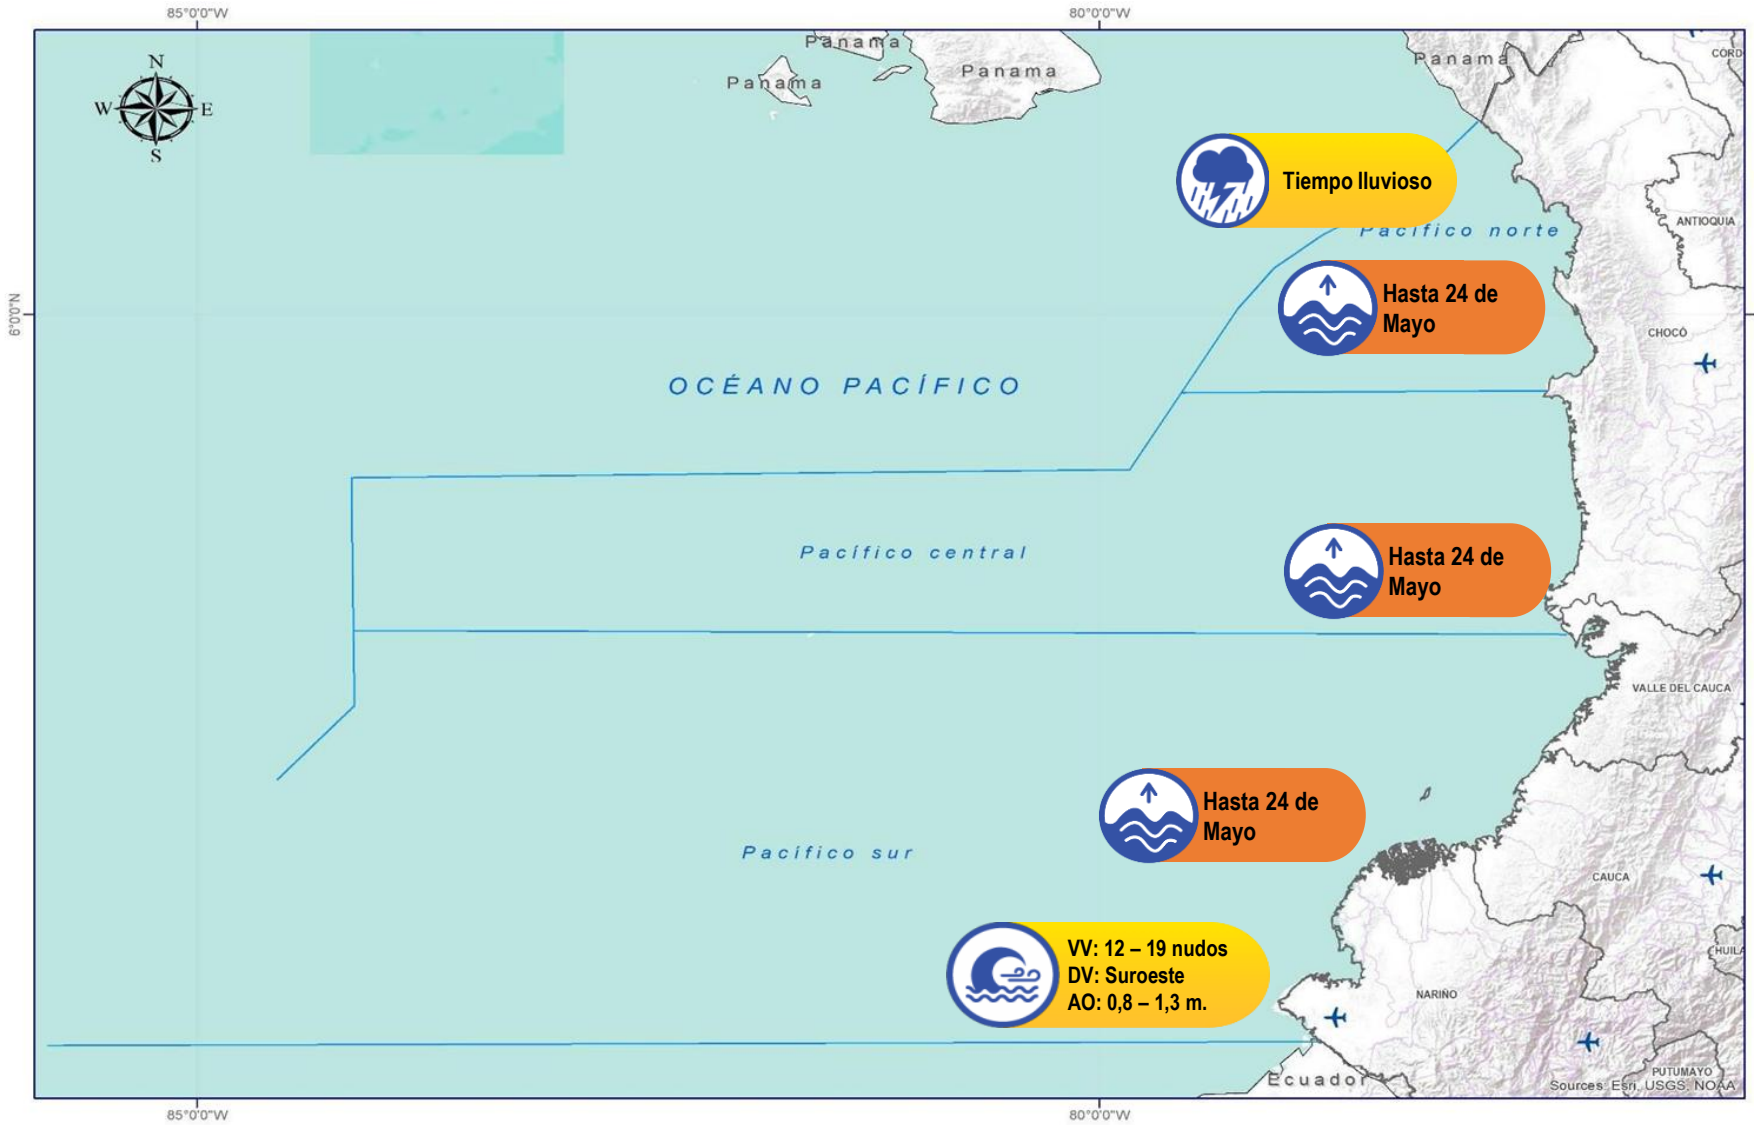 85°0'0"W
80°0'0"W
N
W
E
S
Panama
Panama
Panama
Panama
CORD
Tiempo lluvioso
ANTIOQUIA
Pacífico norte
Hasta 24 de
Mayo
6°0'0"N
CHOCÓ
OCÉANO PACÍFICO
Pacífico central
Hasta 24 de
Mayo
VALLE DEL CAUCA
Hasta 24 de
Mayo
Pacífico sur
CAUCA
VV: 12 – 19 nudos
DV: Suroeste
AO: 0,8 – 1,3 m.
HUILA
NARIÑO
Ecuador
PUTUMAYO
Sources: Esri, USGS, NOAA
85°0'0"W
80°0'0"W